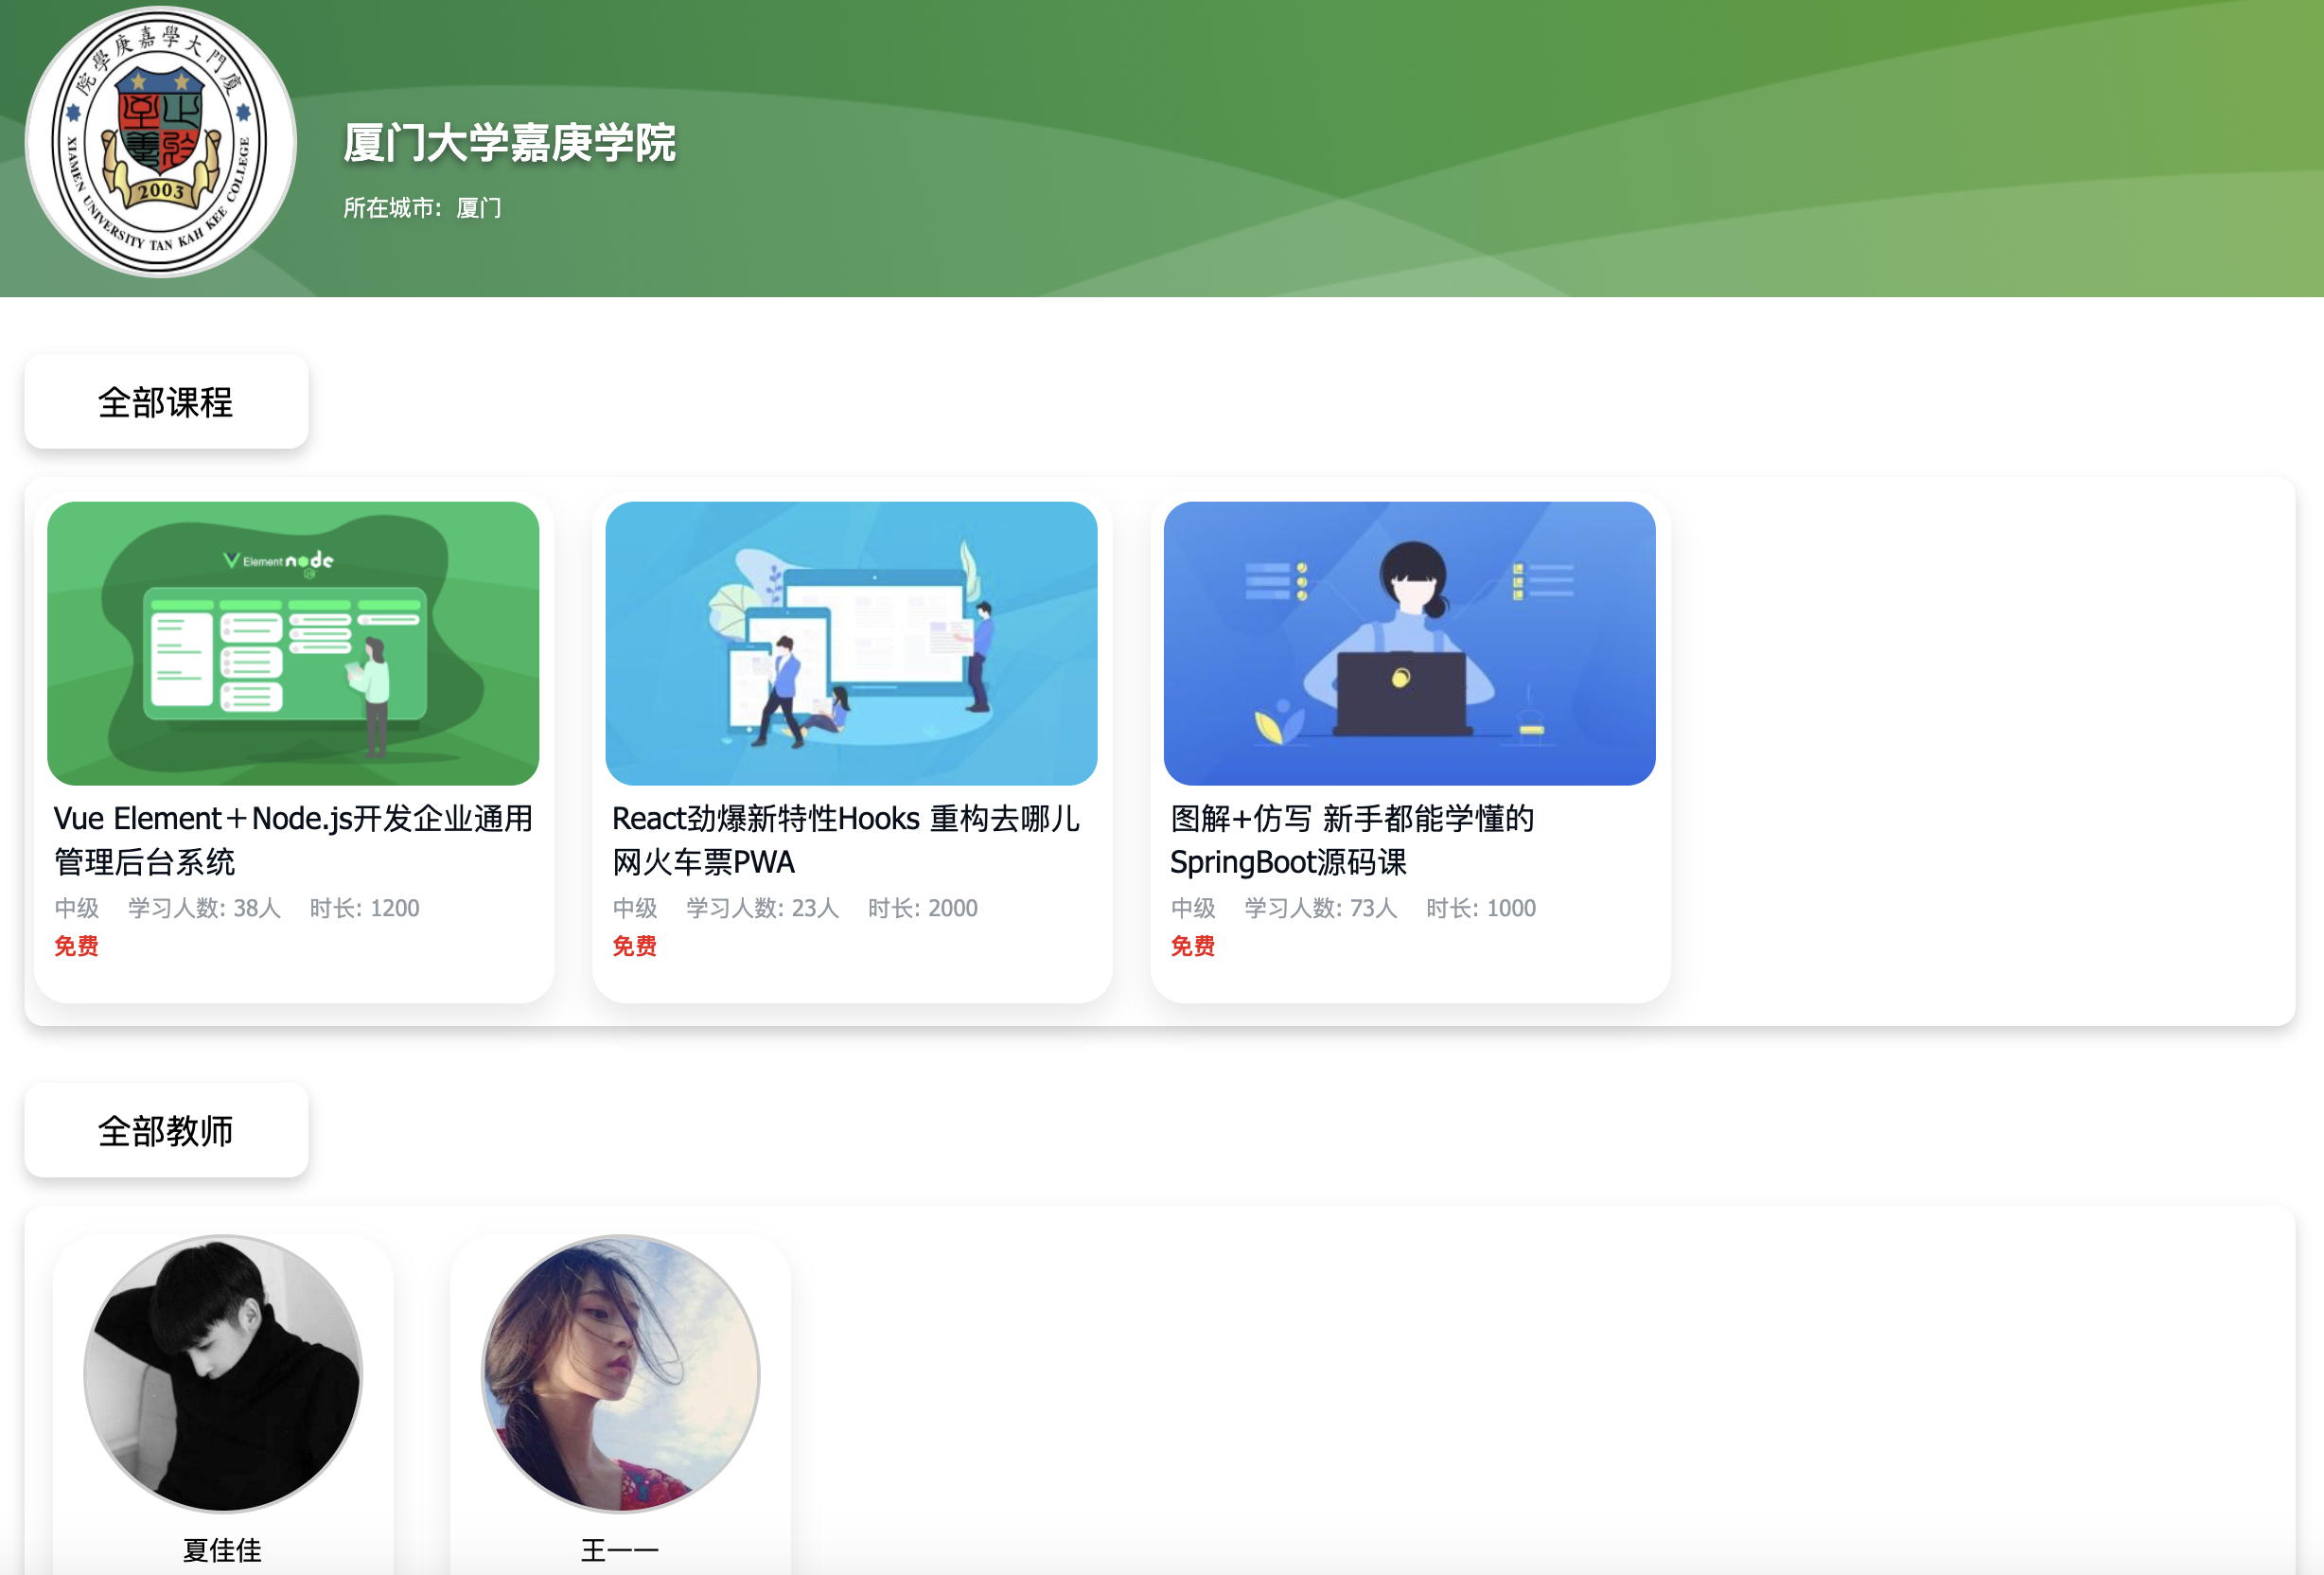 廈門大學嘉庚學院
XIAMEN UNIVERSITY TAN KAH KEE COLLEGE
2003
厦门大学嘉庚学院
所在城市: 厦门
全部课程
Element node
Vue Element＋Node.js开发企业通用
管理后台系统
中级 学习人数: 38人 时长: 1200
免费
React劲爆新特性Hooks 重构去哪儿
网火车票PWA
中级 学习人数: 23人 时长: 2000
免费
图解+仿写 新手都能学懂的
SpringBoot源码课
中级 学习人数: 73人 时长: 1000
免费
全部教师
夏佳佳
王一一